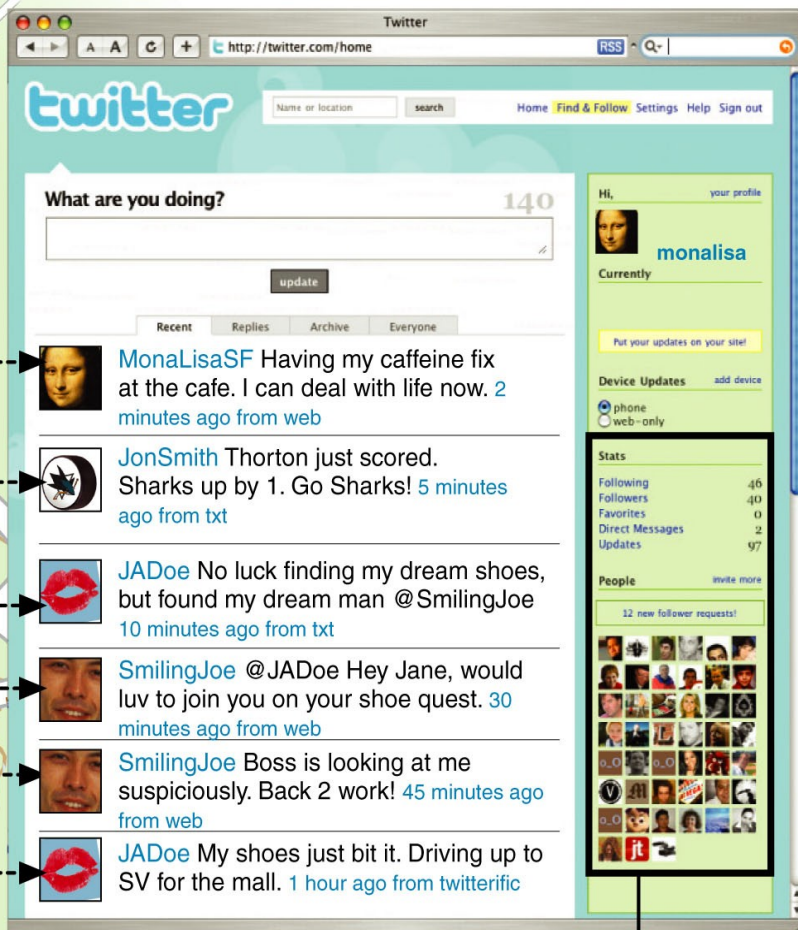 Twitter
A A
http://twitter.com/home
RSS
twitter
Name or location
search
Home Find & Follow Settings Help Sign out
What are you doing?
140
update
Recent Replies Archive Everyone
MonaLisaSF Having my caffeine fix
at the cafe. I can deal with life now. 2
minutes ago from web
JonSmith Thorton just scored.
Sharks up by 1. Go Sharks! 5 minutes
ago from txt
JADoe No luck finding my dream shoes,
but found my dream man @SmilingJoe
10 minutes ago from txt
SmilingJoe @JADoe Hey Jane, would
luv to join you on your shoe quest. 30
minutes ago from web
SmilingJoe Boss is looking at me
suspiciously. Back 2 work! 45 minutes ago
from web
JADoe My shoes just bit it. Driving up to
SV for the mall. 1 hour ago from twitterific
Hi,
your profile
monalisa
Currently
Put your updates on your site!
Device Updates add device
phone
web-only
Stats
Following 46
Followers 40
Favorites 0
Direct Messages 2
Updates 97
People invite more
12 new follower requests!
o_O
o_O
L
V
M
o_O
jt